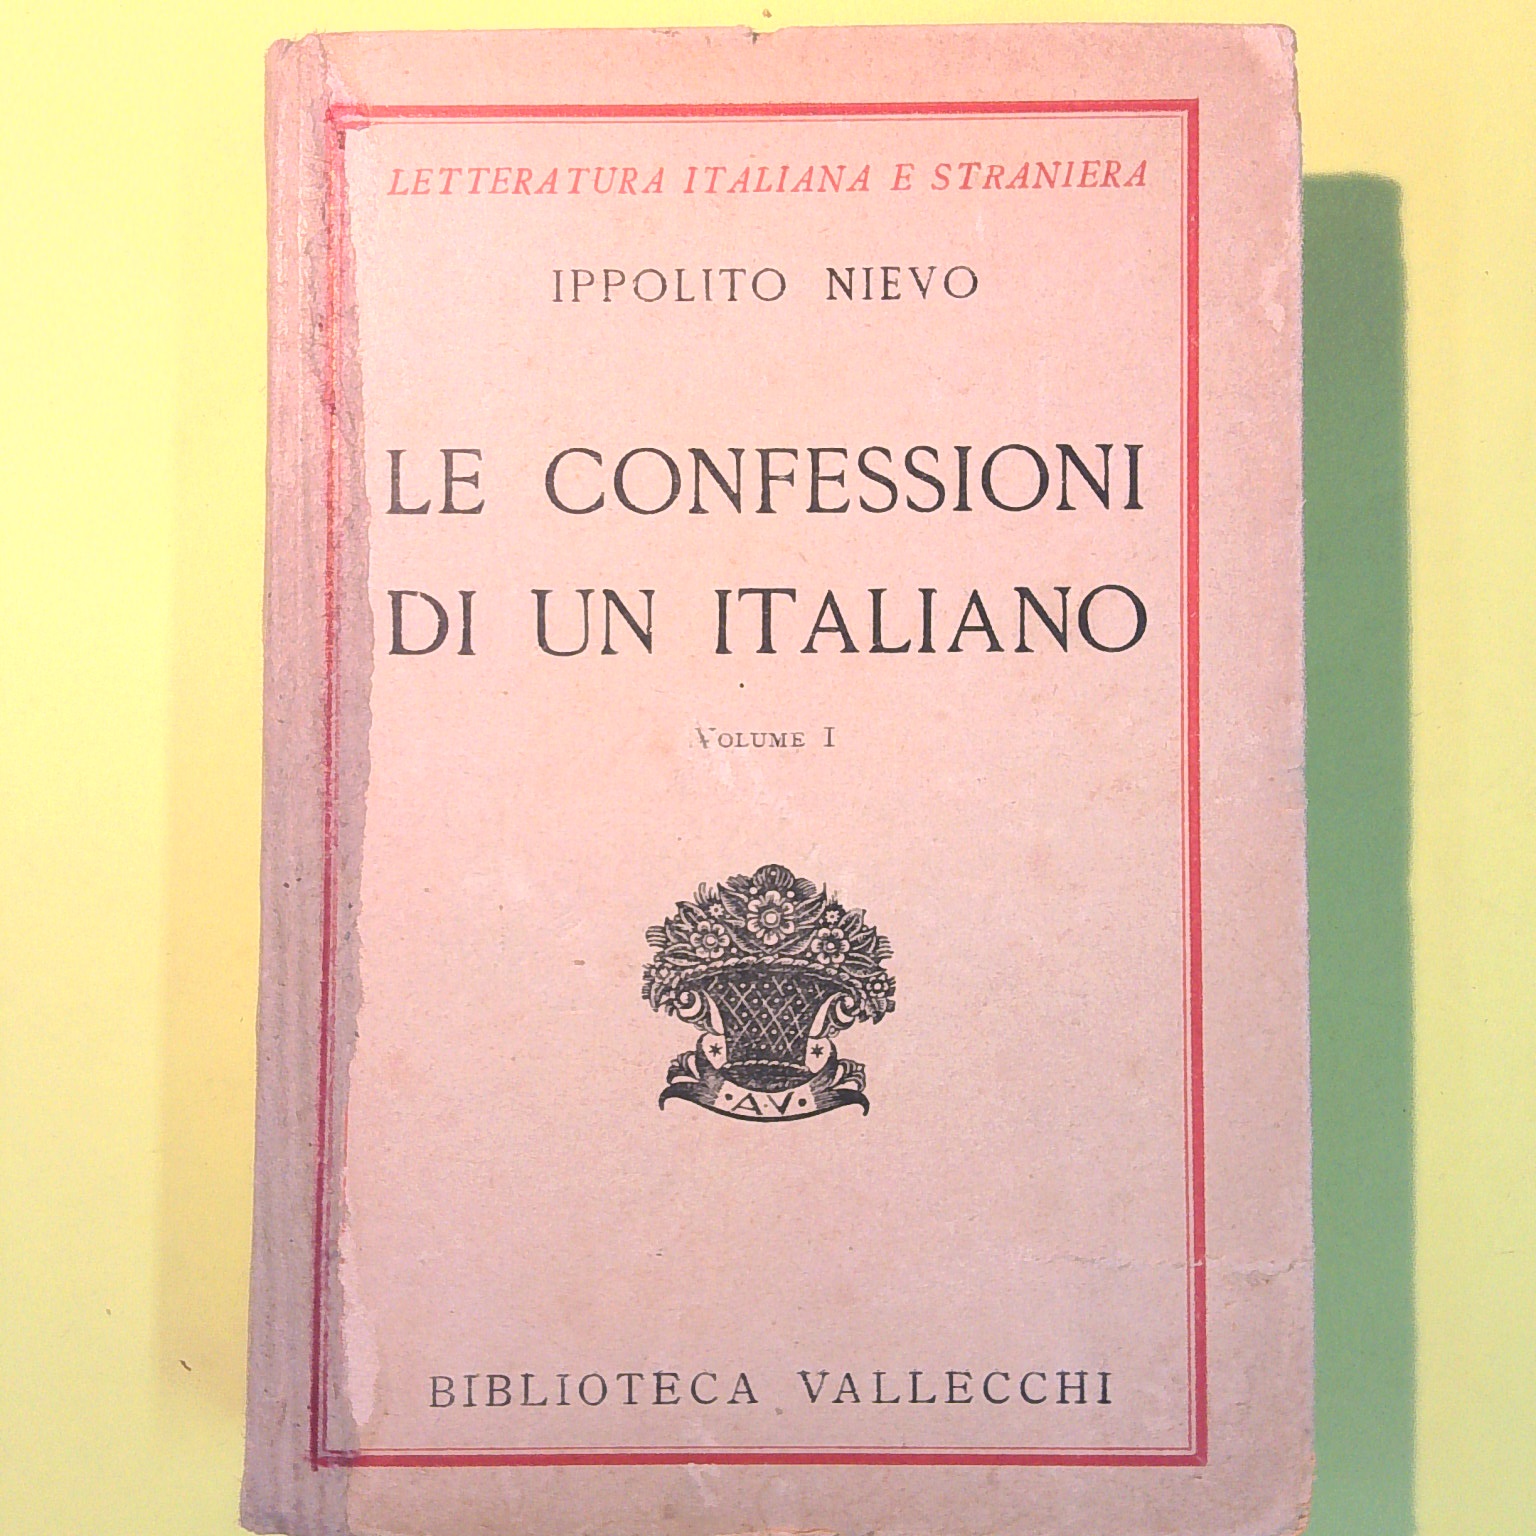 LETTERATURA ITALIANA E STRANIERA
IPPOLITO NIEVO
LE CONFESSIONI
DI UN ITALIANO
VOLUME I
·A·V·
BIBLIOTECA VALLECCHI